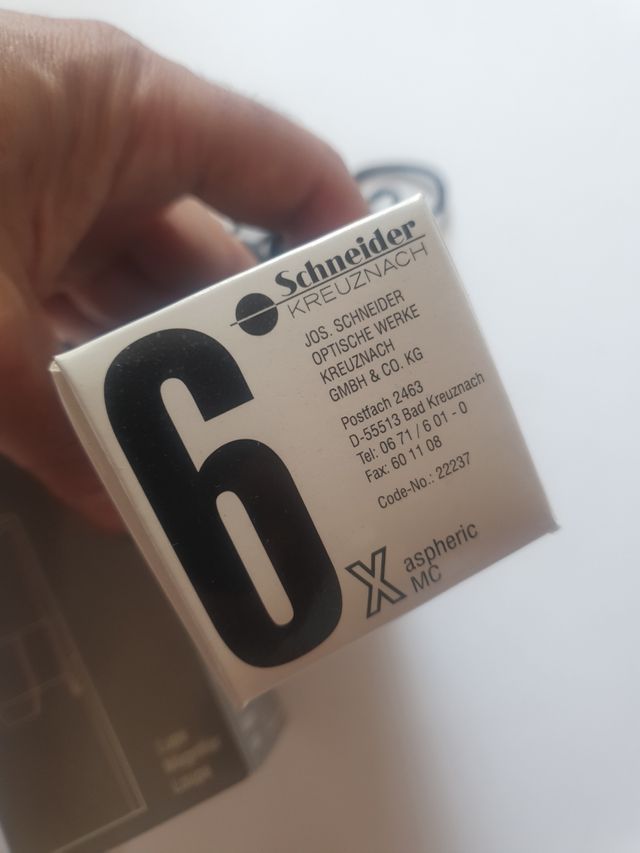 Schneider
KREUZNACH
JOS. SCHNEIDER
OPTISCHE WERKE
KREUZNACH
GMBH & CO. KG
Postfach 2463
D-55513 Bad Kreuznach
Tel: 06 71 / 6 01 - 0
Fax: 60 11 08
Code-No.: 22237
6
X aspheric
MC